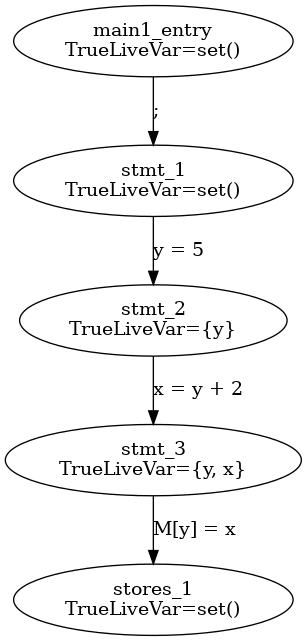 main1_entry
TrueLiveVar=set()
;
stmt_1
TrueLiveVar=set()
y = 5
stmt_2
TrueLiveVar={y}
x = y + 2
stmt_3
TrueLiveVar={y, x}
M[y] = x
stores_1
TrueLiveVar=set()